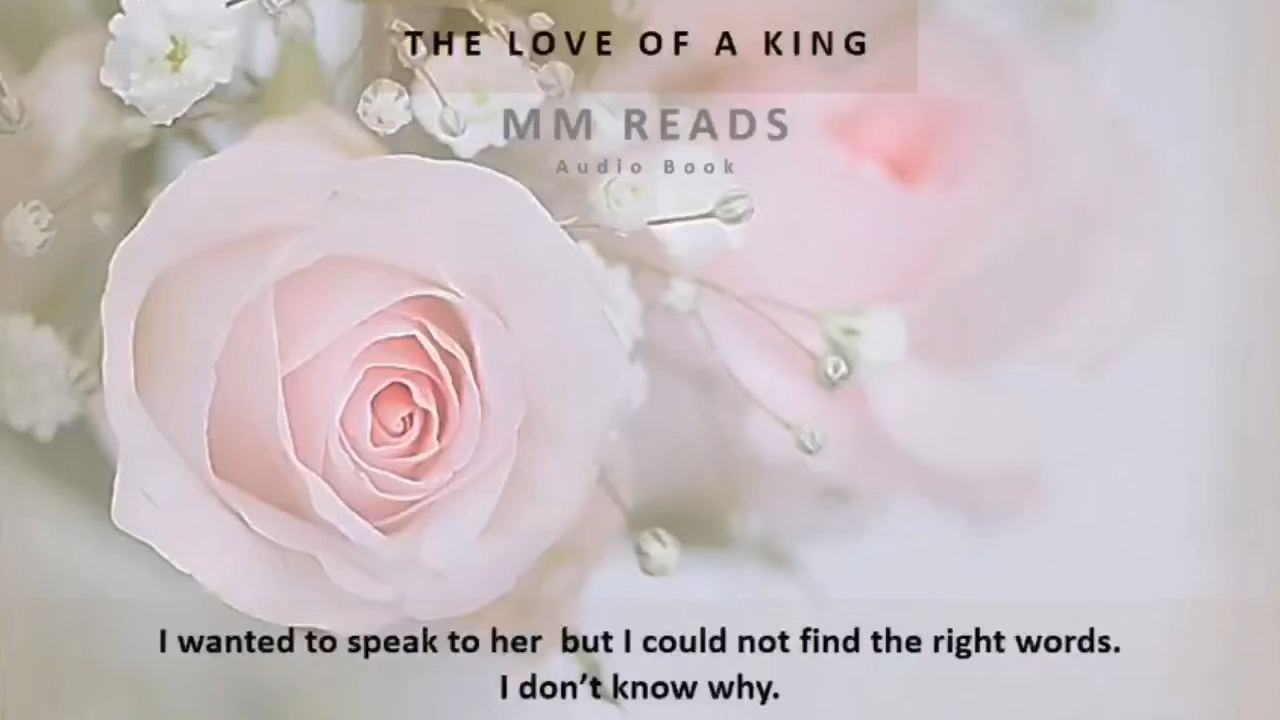 THE LOVE OF A KING
MM READS
Audio Book
I wanted to speak to her  but I could not find the right words.
I don’t know why.